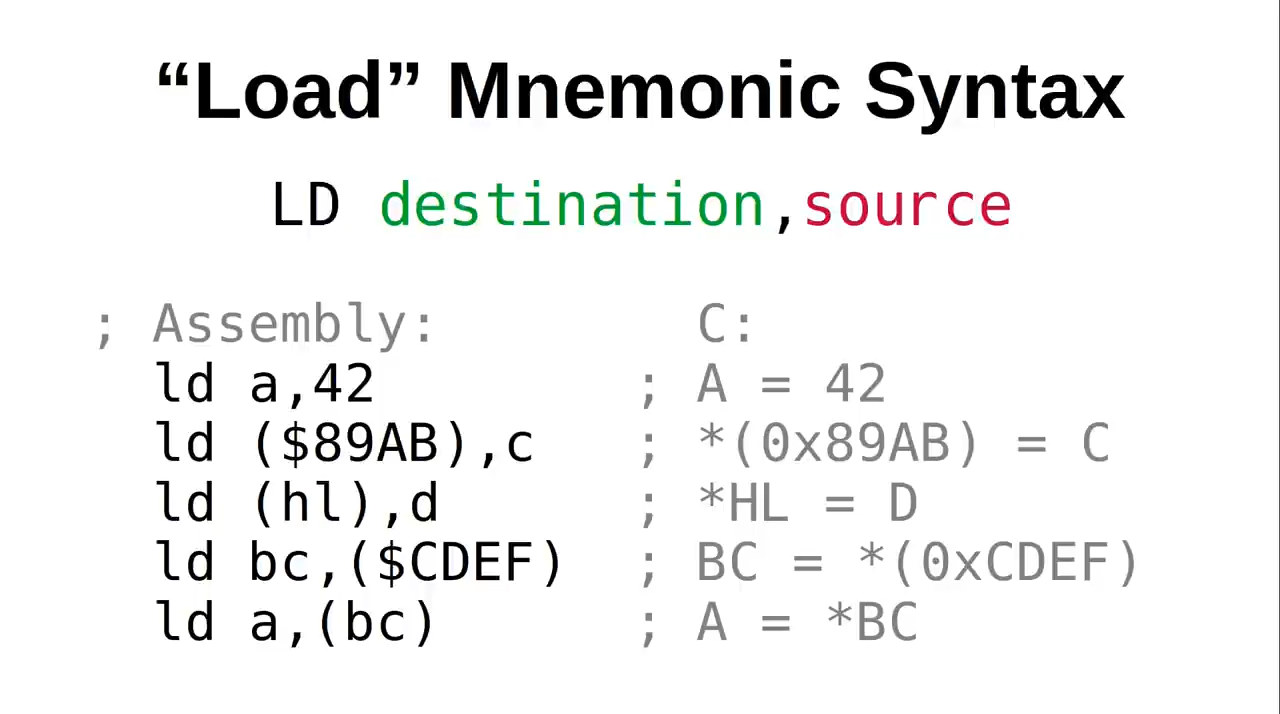 “Load” Mnemonic Syntax
LD destination,source
; Assembly: C:
ld a,42 ; A = 42
ld ($89AB),c ; *(0x89AB) = C
ld (hl),d ; *HL = D
ld bc,($CDEF) ; BC = *(0xCDEF)
ld a,(bc) ; A = *BC